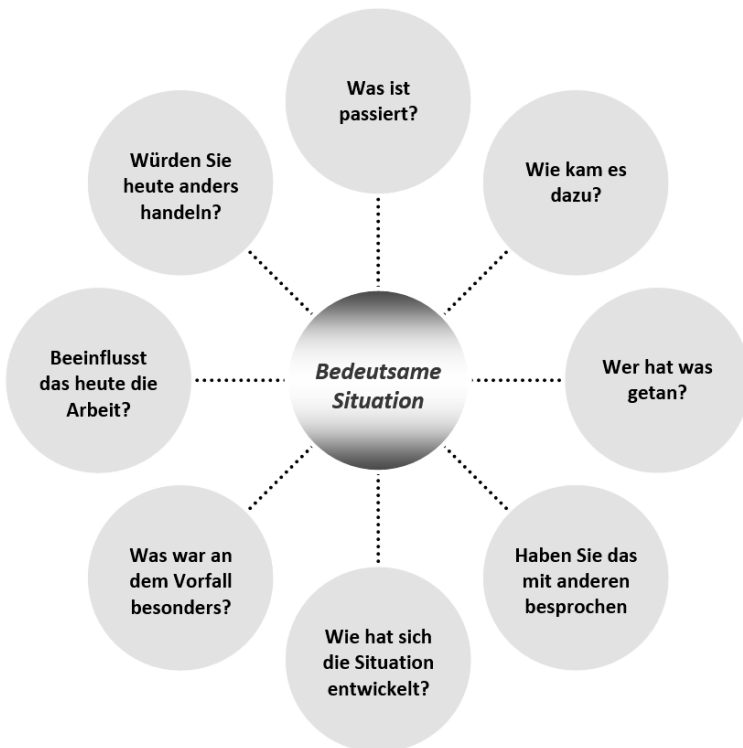 Was ist
passiert?
Wie kam es
dazu?
Wer hat was
getan?
Haben Sie das
mit anderen
besprochen
Wie hat sich
die Situation
entwickelt?
Was war an
dem Vorfall
besonders?
Beeinflusst
das heute die
Arbeit?
Würden Sie
heute anders
handeln?
Bedeutsame
Situation